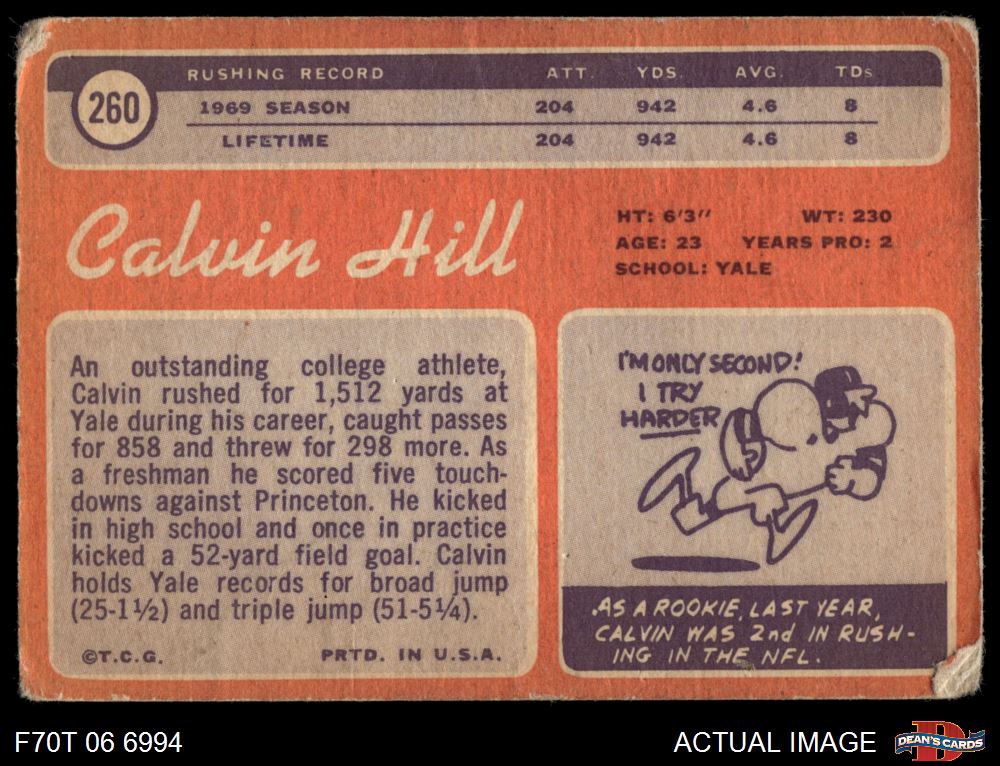 260
RUSHING RECORD ATT. YDS. AVG. TDs
1969 SEASON 204 942 4.6 8
LIFETIME 204 942 4.6 8
Calvin Hill
HT: 6'3" WT: 230
AGE: 23 YEARS PRO: 2
SCHOOL: YALE
An outstanding college athlete,
Calvin rushed for 1,512 yards at
Yale during his career, caught passes
for 858 and threw for 298 more. As
a freshman he scored five touch-
downs against Princeton. He kicked
in high school and once in practice
kicked a 52-yard field goal. Calvin
holds Yale records for broad jump
(25-1½) and triple jump (51-5¼).
©T.C.G. PRTD. IN U.S.A.
I'M ONLY SECOND!
I TRY
HARDER
AS A ROOKIE, LAST YEAR,
CALVIN WAS 2nd IN RUSH-
ING IN THE NFL.
F70T 06 6994 ACTUAL IMAGE DEAN'S CARDS